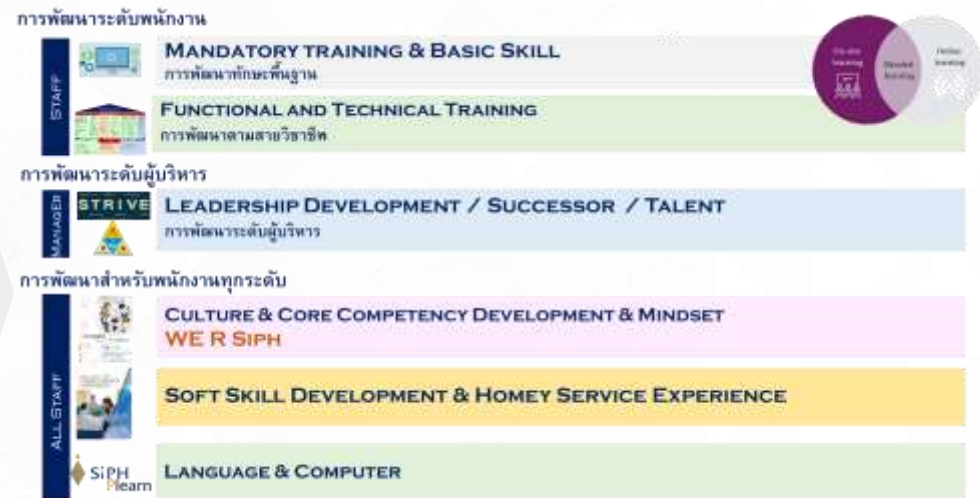 การพัฒนาระดับพนักงาน
STAFF
MANDATORY TRAINING & BASIC SKILL
การพัฒนาทักษะพื้นฐาน
FUNCTIONAL AND TECHNICAL TRAINING
การพัฒนาตามสายวิชาชีพ
การพัฒนาระดับผู้บริหาร
MANAGER
STRIVE
LEADERSHIP DEVELOPMENT / SUCCESSOR / TALENT
การพัฒนาระดับผู้บริหาร
การพัฒนาสำหรับพนักงานทุกระดับ
ALL STAFF
CULTURE & CORE COMPETENCY DEVELOPMENT & MINDSET
WE R SIPH
SOFT SKILL DEVELOPMENT & HOMEY SERVICE EXPERIENCE
SiPH
Plearn
LANGUAGE & COMPUTER
learning
Blended
learning
Online
learning